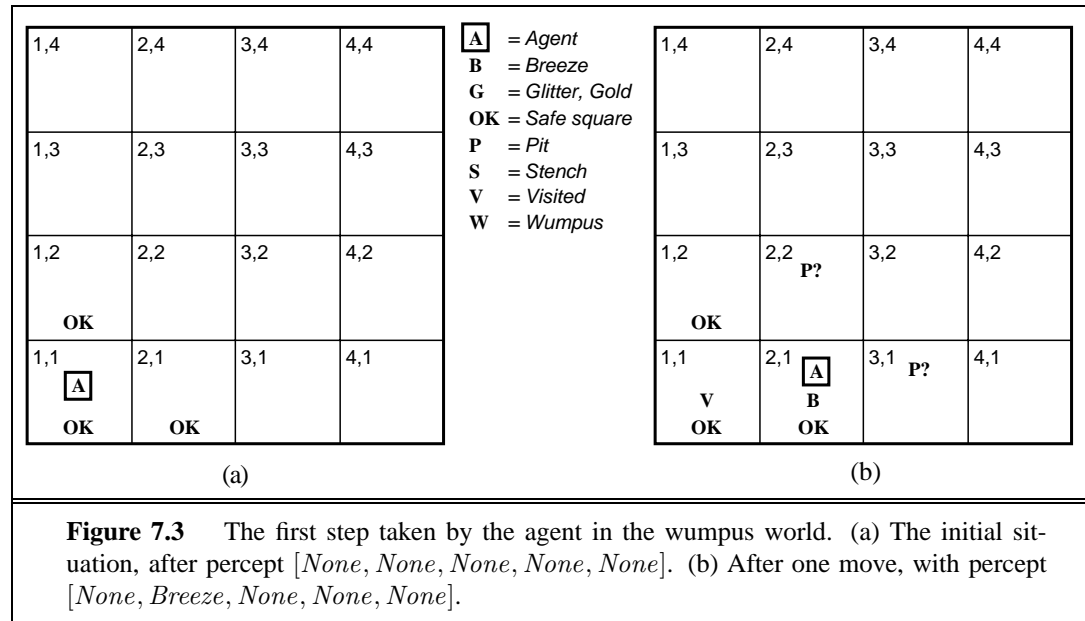 1,4 2,4 3,4 4,4
1,3 2,3 3,3 4,3
1,2 2,2 3,2 4,2
OK
1,1 2,1 3,1 4,1
A
OK OK
(a)
A = Agent
B = Breeze
G = Glitter, Gold
OK = Safe square
P = Pit
S = Stench
V = Visited
W = Wumpus
1,4 2,4 3,4 4,4
1,3 2,3 3,3 4,3
1,2 2,2 3,2 4,2
P?
OK
1,1 2,1 3,1 4,1
A P?
V B
OK OK
(b)
Figure 7.3 The first step taken by the agent in the wumpus world. (a) The initial sit-
uation, after percept [None, None, None, None, None]. (b) After one move, with percept
[None, Breeze, None, None, None].